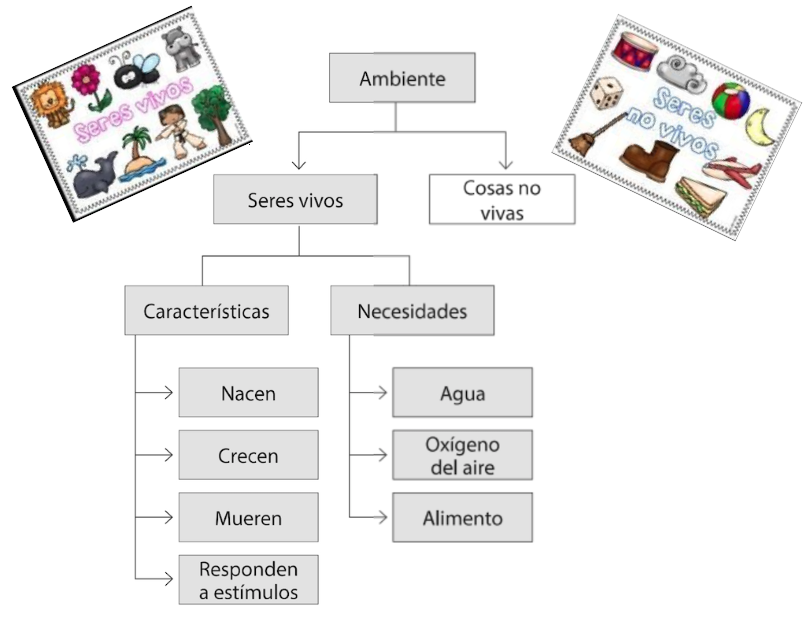 Seres vivos
Ambiente
Seres
no vivos
Seres vivos
Cosas no
vivas
Características
Necesidades
Nacen
Crecen
Mueren
Responden
a estímulos
Agua
Oxígeno
del aire
Alimento